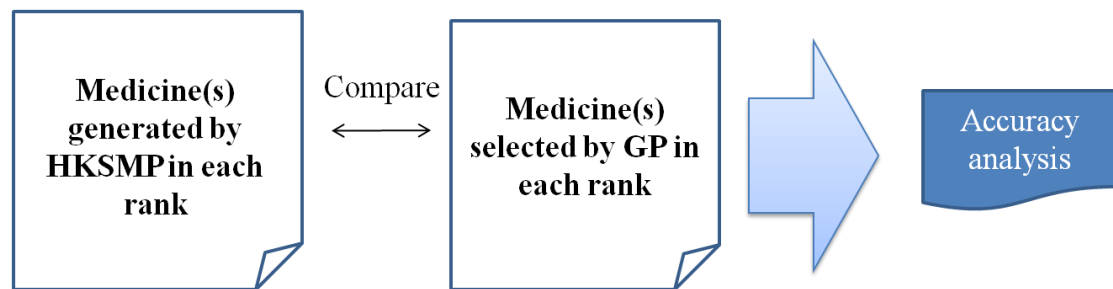 Medicine(s)
generated by
HKSMP in each
rank
Compare
Medicine(s)
selected by GP in
each rank
Accuracy
analysis